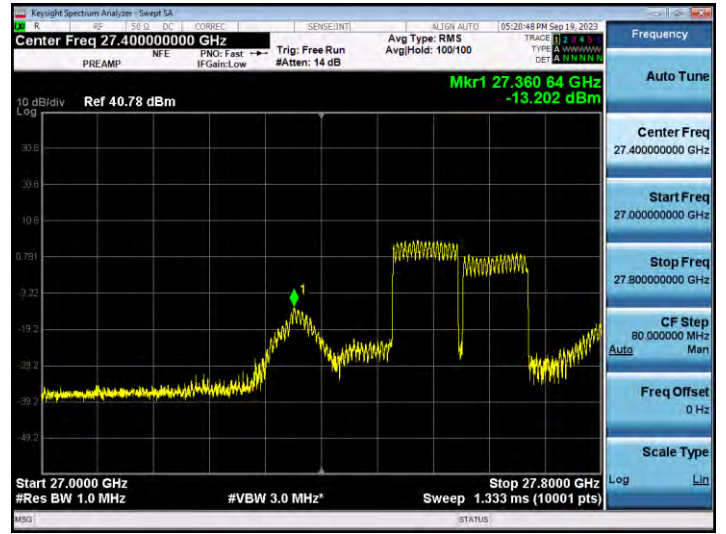 Keysight Spectrum Analyzer - Swept SA
R RF 50 Ω DC CORREC SENSE:INT ALIGN AUTO 05:20:48 PM Sep 19, 2023
Center Freq 27.400000000 GHz
NFE
PREAMP
PNO: Fast
IFGain:Low
Trig: Free Run
#Atten: 14 dB
Avg Type: RMS
Avg|Hold: 100/100
TRACE 1 2 3 4 5 6
TYPE A WWWWW
DET A N N N N N
Mkr1 27.360 64 GHz
-13.202 dBm
10 dB/div Ref 40.78 dBm
Log
30.8
20.8
10.8
0.781
-9.22
-19.2
-29.2
-39.2
-49.2
1
Start 27.0000 GHz
#Res BW 1.0 MHz
#VBW 3.0 MHz*
Stop 27.8000 GHz
Sweep 1.333 ms (10001 pts)
MSG
STATUS
Frequency
Auto Tune
Center Freq
27.400000000 GHz
Start Freq
27.000000000 GHz
Stop Freq
27.800000000 GHz
CF Step
80.000000 MHz
Auto Man
Freq Offset
0 Hz
Scale Type
Log Lin